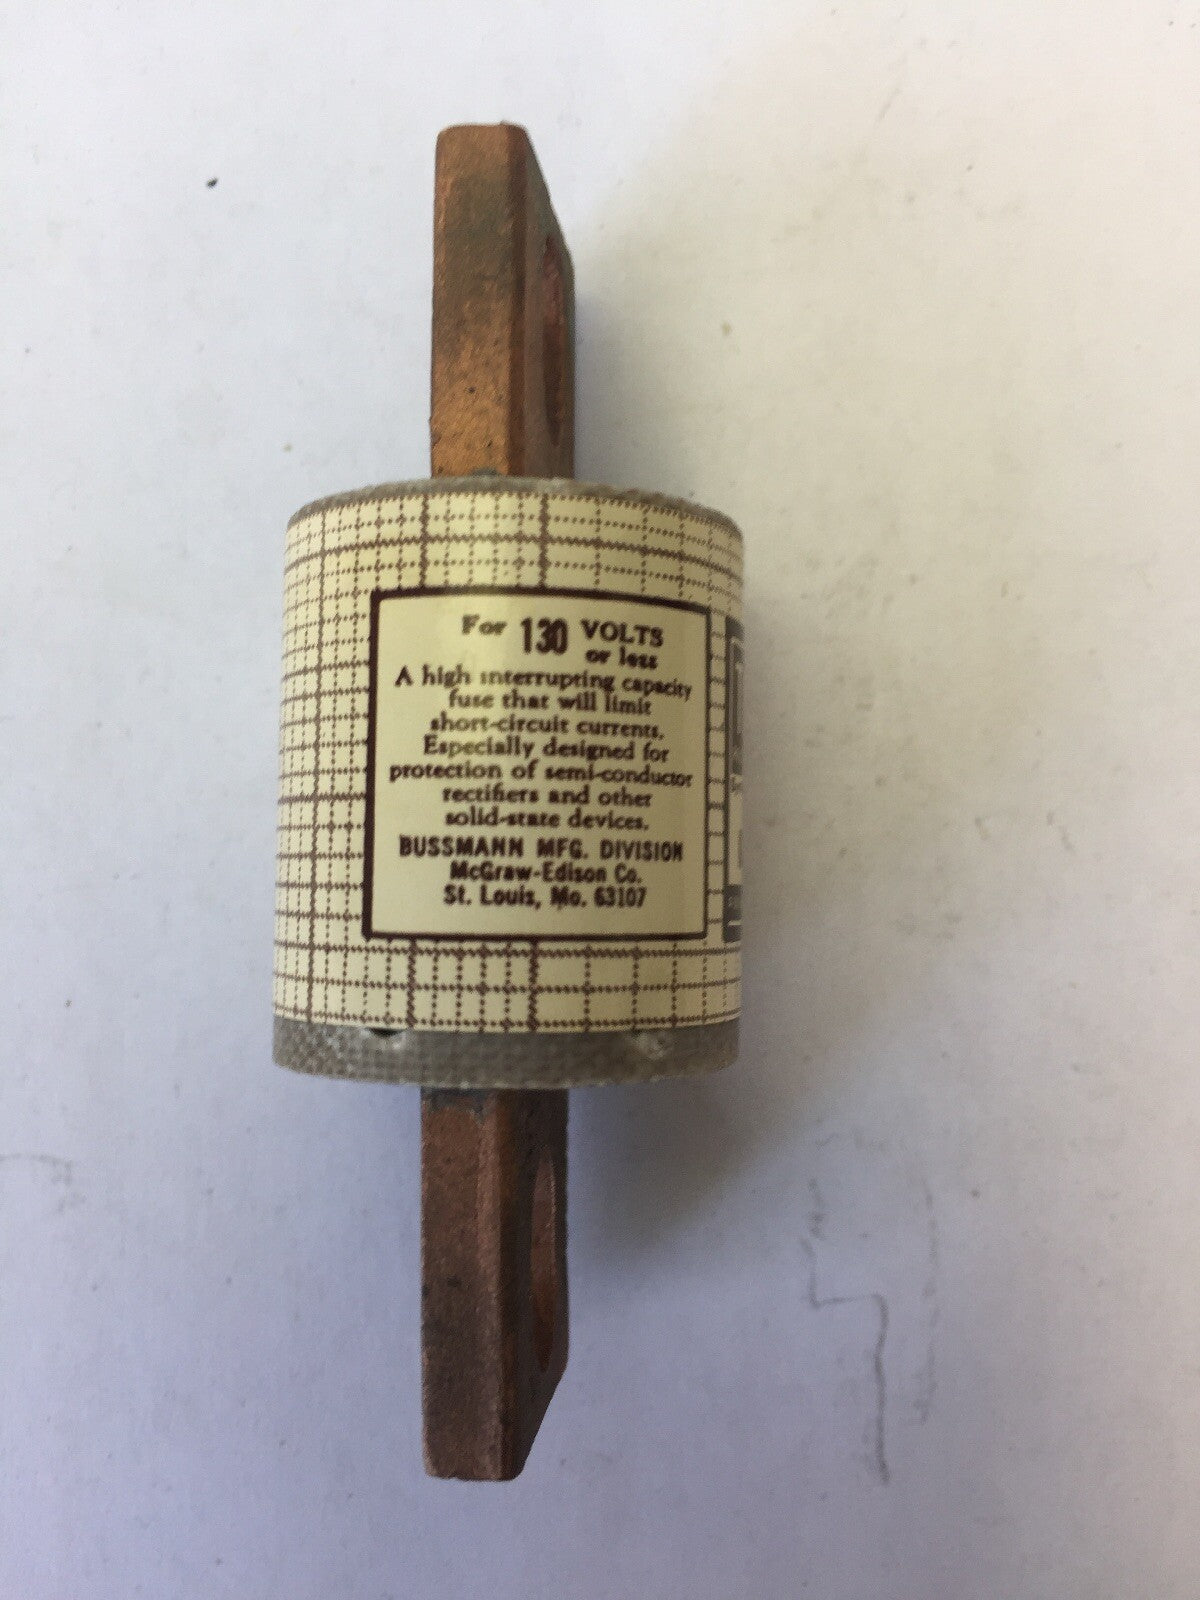 For 130 VOLTS
or less
A high interrupting capacity
fuse that will limit
short-circuit currents.
Especially designed for
protection of semi-conductor
rectifiers and other
solid-state devices.
BUSSMANN MFG. DIVISION
McGraw-Edison Co.
St. Louis, Mo. 63107